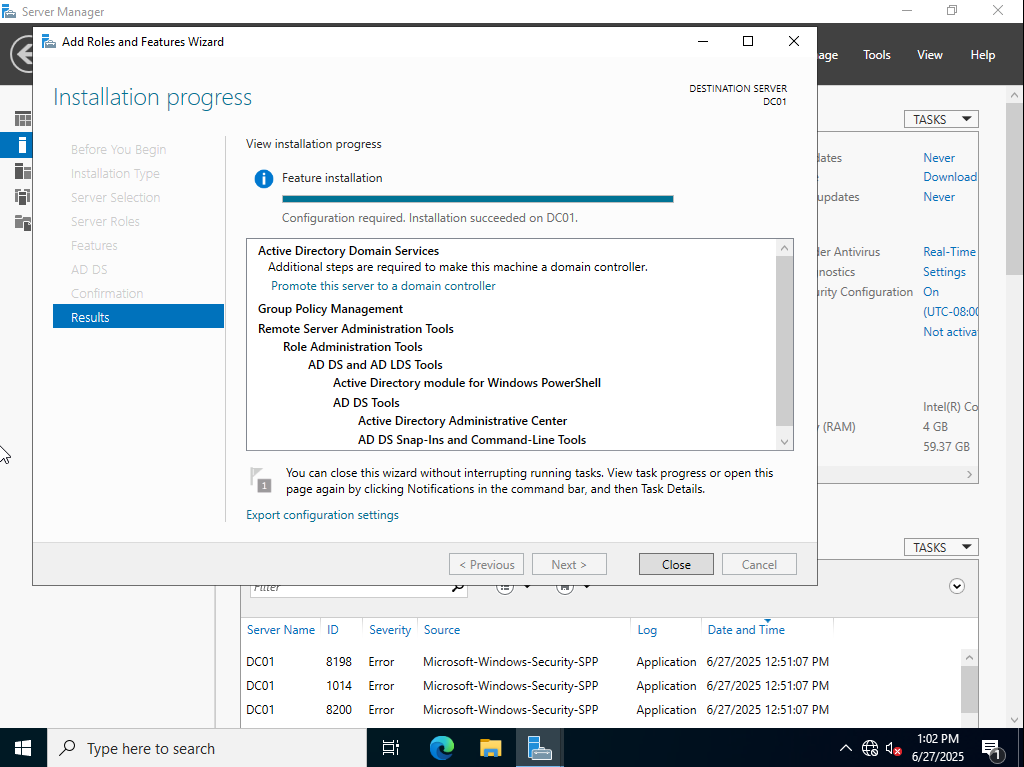 Server Manager
Add Roles and Features Wizard
Tools
View
Help
Installation progress
DESTINATION SERVER
DC01
TASKS
Before You Begin
Installation Type
Server Selection
Server Roles
Features
AD DS
Confirmation
Results
View installation progress
Feature installation
Configuration required. Installation succeeded on DC01.
Active Directory Domain Services
Additional steps are required to make this machine a domain controller.
Promote this server to a domain controller
Group Policy Management
Remote Server Administration Tools
Role Administration Tools
AD DS and AD LDS Tools
Active Directory module for Windows PowerShell
AD DS Tools
Active Directory Administrative Center
AD DS Snap-Ins and Command-Line Tools
1
You can close this wizard without interrupting running tasks. View task progress or open this
page again by clicking Notifications in the command bar, and then Task Details.
Export configuration settings
< Previous
Next >
Close
Cancel
Never
Download
updates Never
Antivirus Real-Time
Settings
Configuration On
(UTC-08:00
Not activa
Intel(R) Co
(RAM) 4 GB
59.37 GB
TASKS
Filter
Server Name ID Severity Source Log Date and Time
DC01 8198 Error Microsoft-Windows-Security-SPP Application 6/27/2025 12:51:07 PM
DC01 1014 Error Microsoft-Windows-Security-SPP Application 6/27/2025 12:51:07 PM
DC01 8200 Error Microsoft-Windows-Security-SPP Application 6/27/2025 12:51:07 PM
Type here to search
1:02 PM
6/27/2025
1